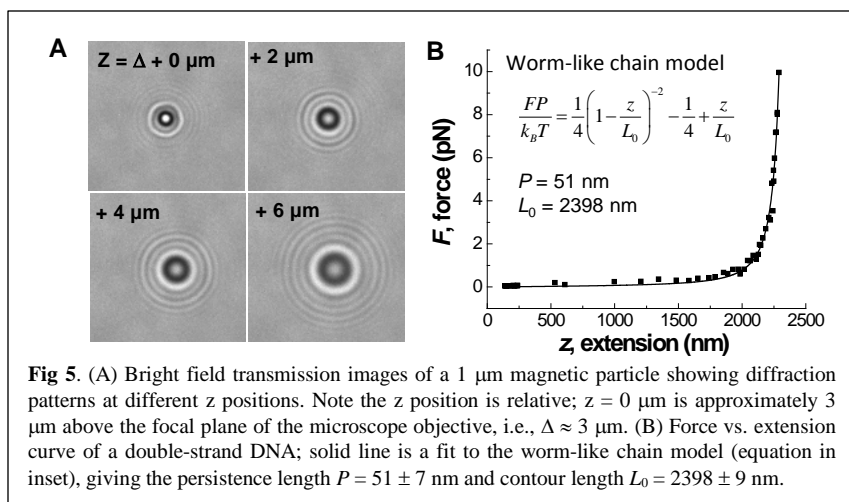 A
Z = Δ + 0 μm
+ 2 μm
+ 4 μm
+ 6 μm
B
Worm-like chain model
FP/k_BT = 1/4 (1 − z/L_0)^−2 − 1/4 + z/L_0
P = 51 nm
L_0 = 2398 nm
10
8
6
4
2
0
F, force (pN)
0 500 1000 1500 2000 2500
z, extension (nm)
Fig 5. (A) Bright field transmission images of a 1 μm magnetic particle showing diffraction
patterns at different z positions. Note the z position is relative; z = 0 μm is approximately 3
μm above the focal plane of the microscope objective, i.e., Δ ≈ 3 μm. (B) Force vs. extension
curve of a double-strand DNA; solid line is a fit to the worm-like chain model (equation in
inset), giving the persistence length P = 51 ± 7 nm and contour length L_0 = 2398 ± 9 nm.